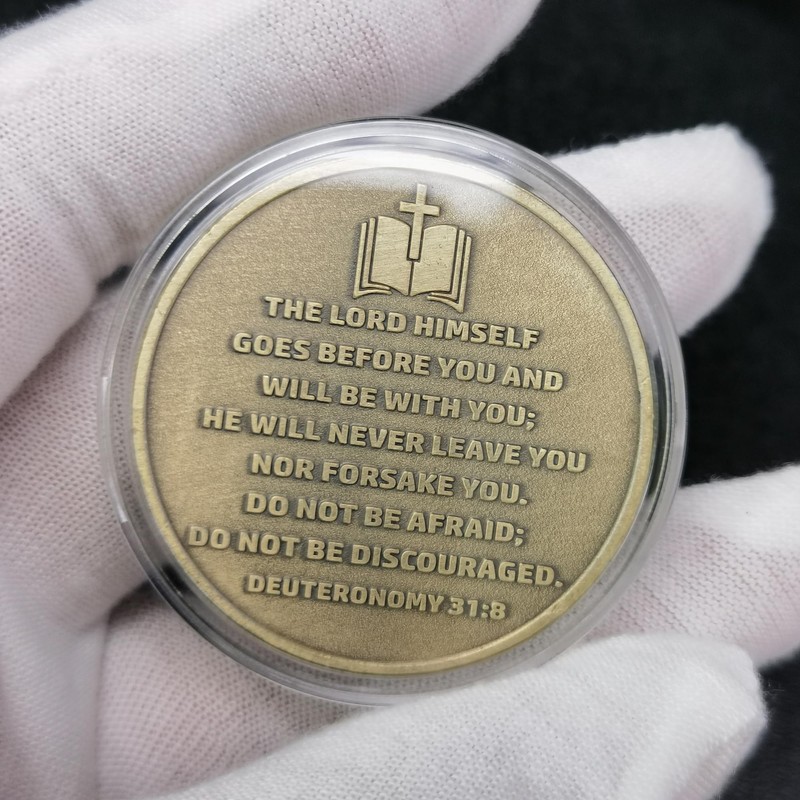 THE LORD HIMSELF
GOES BEFORE YOU AND
WILL BE WITH YOU;
HE WILL NEVER LEAVE YOU
NOR FORSAKE YOU.
DO NOT BE AFRAID;
DO NOT BE DISCOURAGED.
DEUTERONOMY 31:8